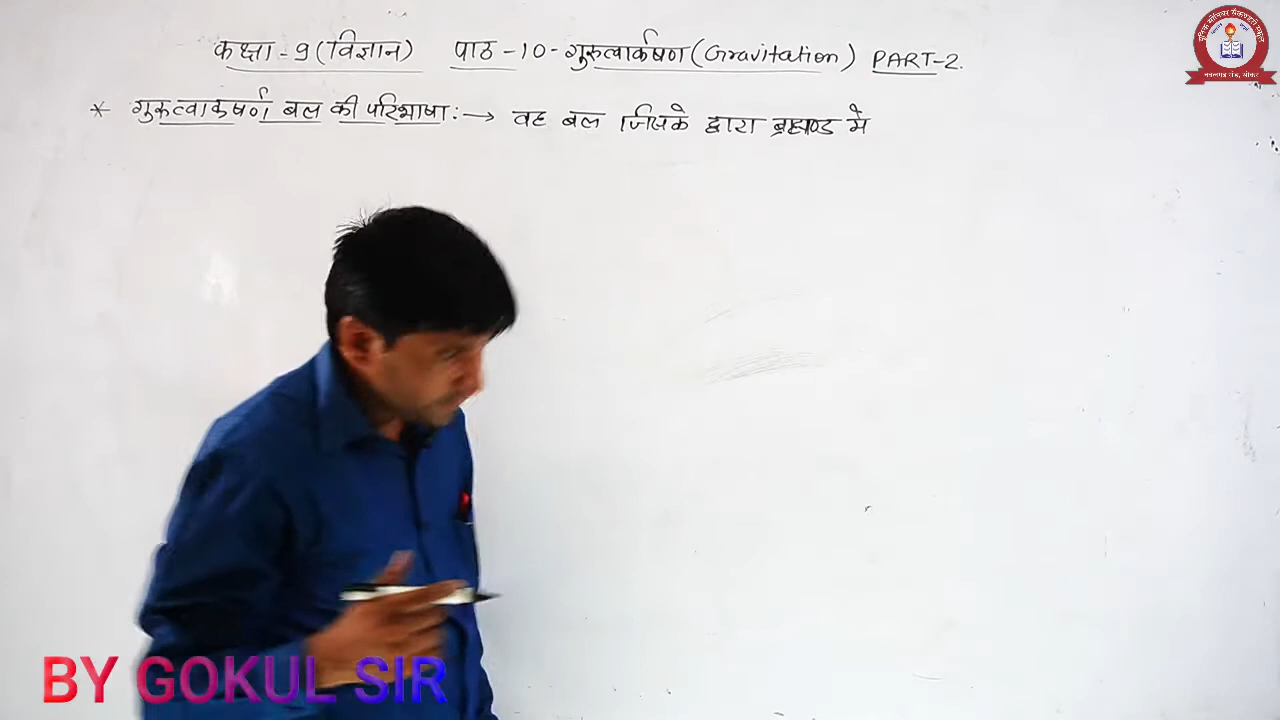 कक्षा - 9 (विज्ञान) पाठ - 10 - गुरुत्वाकर्षण (Gravitation) PART-2.
* गुरुत्वाकर्षण बल की परिभाषा :→ वह बल जिसके द्वारा ब्रह्मण्ड में
BY GOKUL SIR